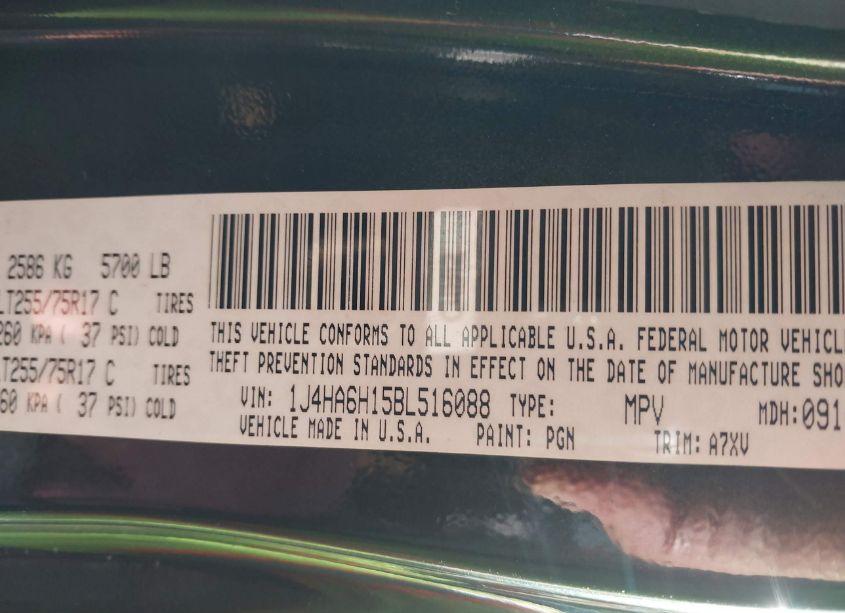 2586 KG 5700 LB
LT255/75R17 C TIRES
260 KPA ( 37 PSI) COLD
LT255/75R17 C TIRES
60 KPA ( 37 PSI) COLD
THIS VEHICLE CONFORMS TO ALL APPLICABLE U.S.A. FEDERAL MOTOR VEHICLE
THEFT PREVENTION STANDARDS IN EFFECT ON THE DATE OF MANUFACTURE SHO
VIN: 1J4HA6H15BL516088 TYPE: MPV MDH:091
VEHICLE MADE IN U.S.A. PAINT: PGN TRIM: A7XV